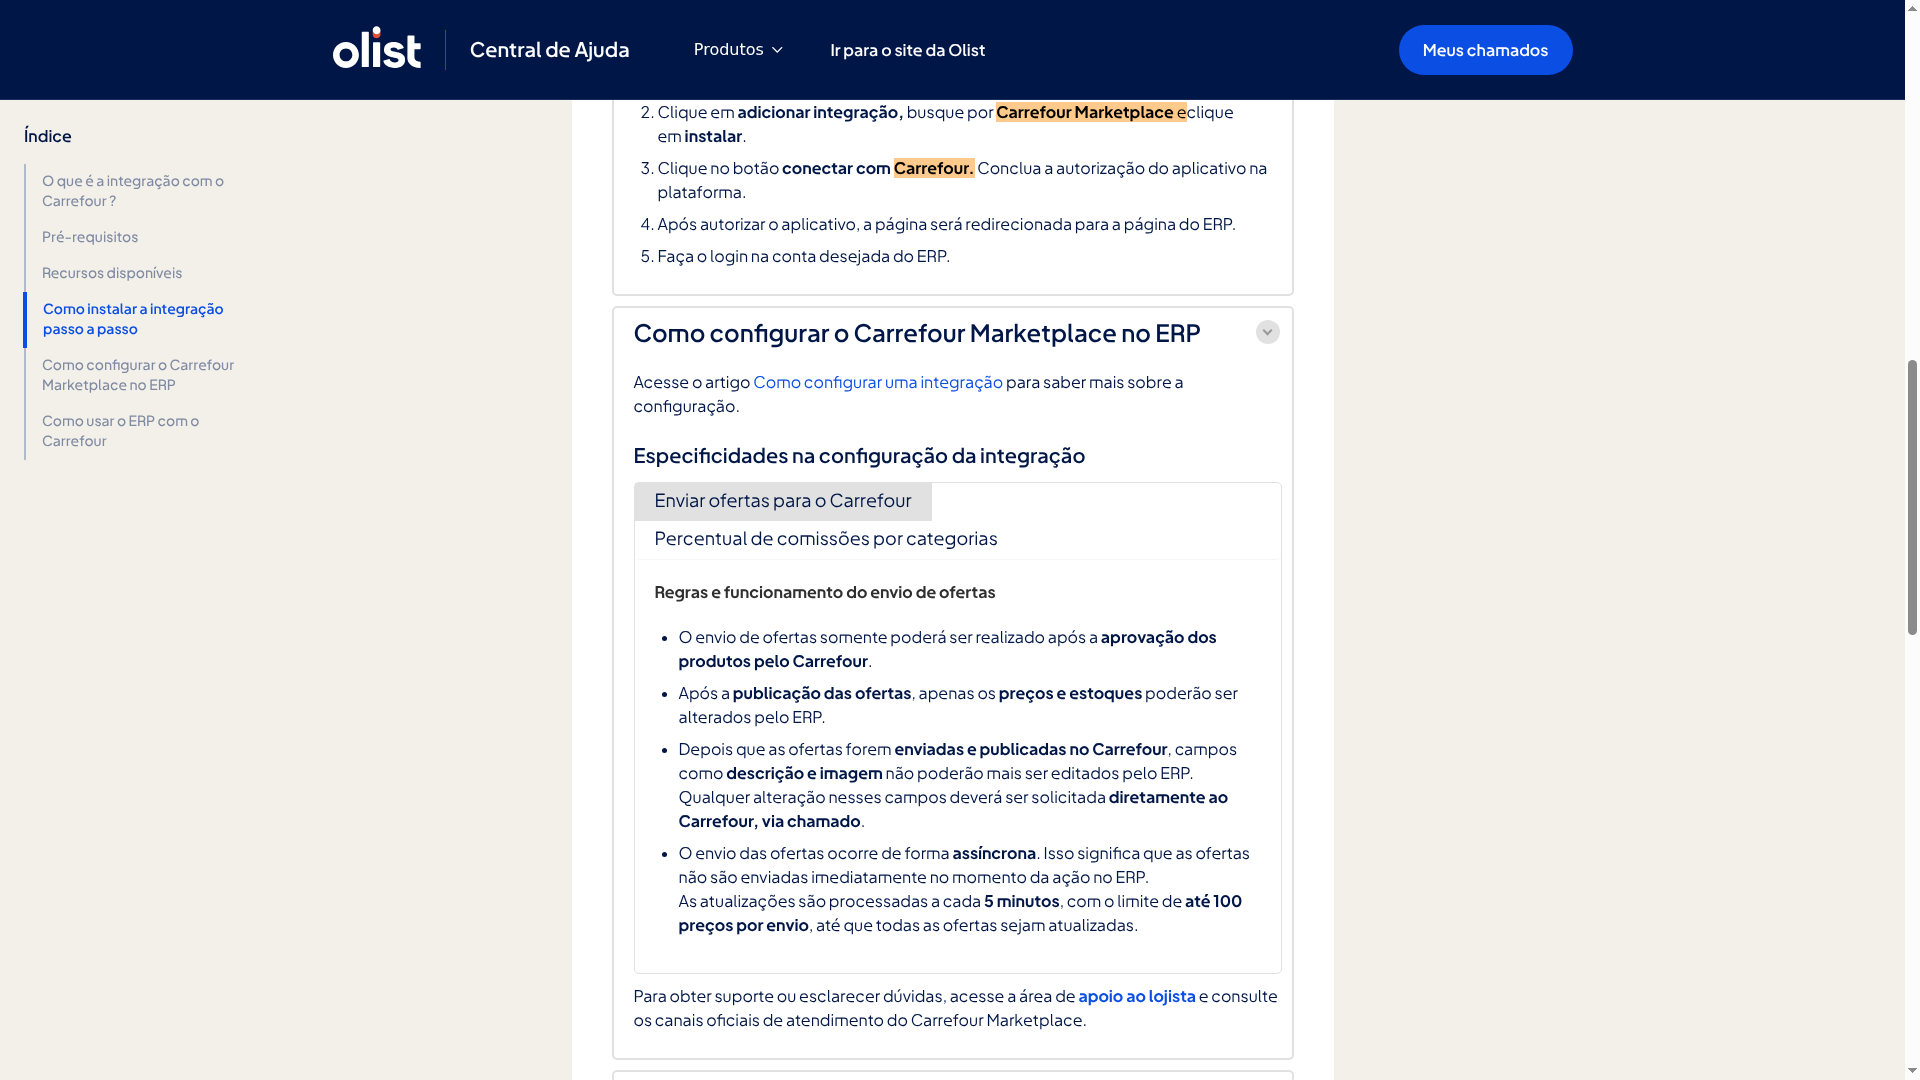 olist
Central de Ajuda
Produtos
Ir para o site da Olist
Meus chamados
Índice
O que é a integração com o
Carrefour ?
Pré-requisitos
Recursos disponíveis
Como instalar a integração
passo a passo
Como configurar o Carrefour
Marketplace no ERP
Como usar o ERP com o
Carrefour
2. Clique em adicionar integração, busque por Carrefour Marketplace eclique
em instalar.
3. Clique no botão conectar com Carrefour. Conclua a autorização do aplicativo na
plataforma.
4. Após autorizar o aplicativo, a página será redirecionada para a página do ERP.
5. Faça o login na conta desejada do ERP.
Como configurar o Carrefour Marketplace no ERP
Acesse o artigo Como configurar uma integração para saber mais sobre a
configuração.
Especificidades na configuração da integração
Enviar ofertas para o Carrefour
Percentual de comissões por categorias
Regras e funcionamento do envio de ofertas
• O envio de ofertas somente poderá ser realizado após a aprovação dos
produtos pelo Carrefour.
• Após a publicação das ofertas, apenas os preços e estoques poderão ser
alterados pelo ERP.
• Depois que as ofertas forem enviadas e publicadas no Carrefour, campos
como descrição e imagem não poderão mais ser editados pelo ERP.
Qualquer alteração nesses campos deverá ser solicitada diretamente ao
Carrefour, via chamado.
• O envio das ofertas ocorre de forma assíncrona. Isso significa que as ofertas
não são enviadas imediatamente no momento da ação no ERP.
As atualizações são processadas a cada 5 minutos, com o limite de até 100
preços por envio, até que todas as ofertas sejam atualizadas.
Para obter suporte ou esclarecer dúvidas, acesse a área de apoio ao lojista e consulte
os canais oficiais de atendimento do Carrefour Marketplace.